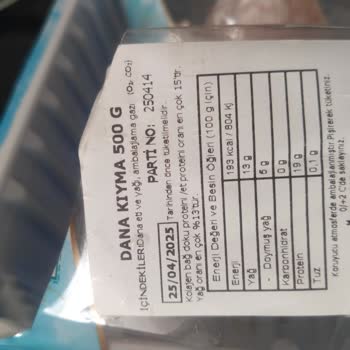 DANA KIYMA 500 G
İÇİNDEKİLER:Dana eti ve yağ, ambalajlama gazı (O₂, CO₂)
PARTİ NO: 250414
25/04/2025 Tarihinden önce tüketilmelidir.
Kolajen bağ doku proteini /et proteini oranı en çok 15'tir.
Yağ oranı en çok %13'tür.
Enerji Değeri ve Besin Öğleri (100 g için)
Enerji 193 kcal / 804 kj
Yağ 13 g
- Doymuş yağ 5 g
Karbonhidrat 0 g
Protein 19 g
Tuz 0,1 g
Koruyucu atmosferde ambalajlanmıştır.Pişirerek tüketiniz.
0/+2 C'de saklayınız.